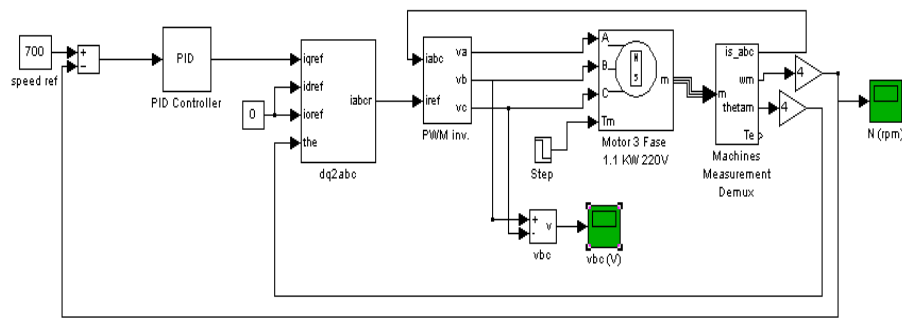 700
speed ref
+
−
PID
PID Controller
0
iqref
idref
ioref
the
iabcr
dq2abc
iabc
iref
va
vb
vc
PWM inv.
A
B
C
Tm
N
S
m
Motor 3 Fase
1.1 KW 220V
Step
m
is_abc
wm
thetam
Te
Machines
Measurement
Demux
4
4
N (rpm)
+
-
v
vbc
vbc (V)